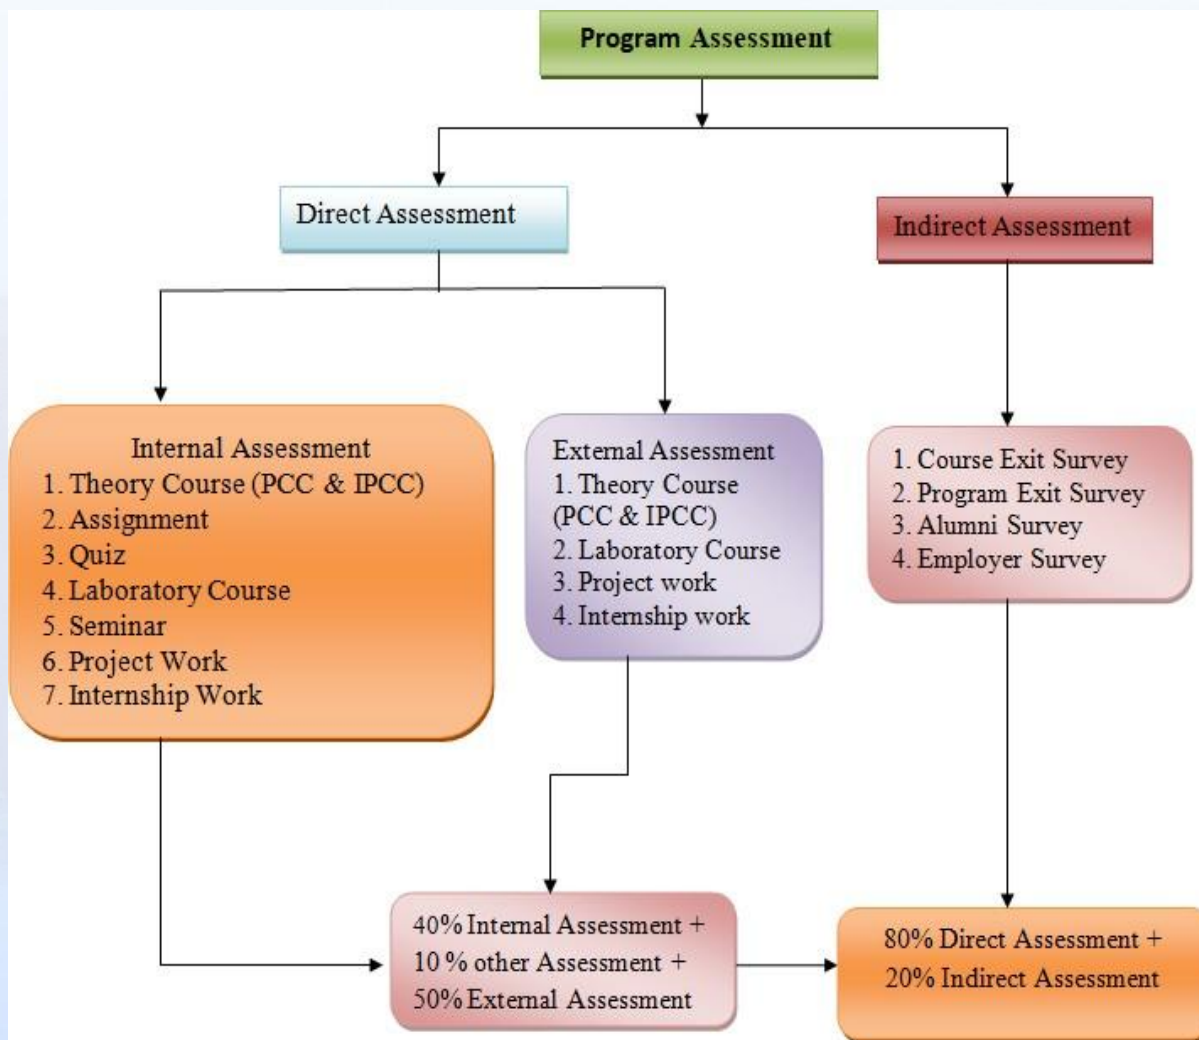 Program Assessment
Direct Assessment
Indirect Assessment
Internal Assessment
1. Theory Course (PCC & IPCC)
2. Assignment
3. Quiz
4. Laboratory Course
5. Seminar
6. Project Work
7. Internship Work
External Assessment
1. Theory Course
(PCC & IPCC)
2. Laboratory Course
3. Project work
4. Internship work
1. Course Exit Survey
2. Program Exit Survey
3. Alumni Survey
4. Employer Survey
40% Internal Assessment +
10 % other Assessment +
50% External Assessment
80% Direct Assessment +
20% Indirect Assessment